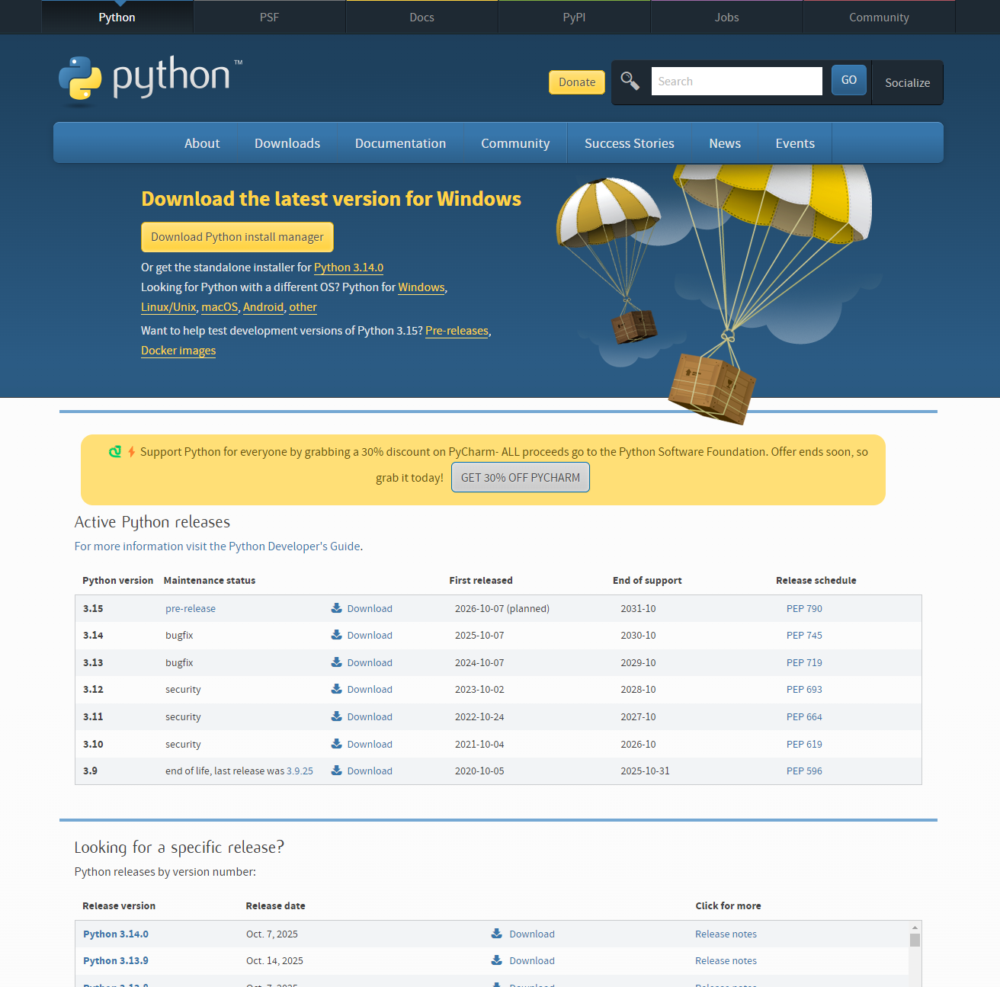 Python PSF Docs PyPI Jobs Community
python™
Donate Search GO Socialize
About Downloads Documentation Community Success Stories News Events
Download the latest version for Windows
Download Python install manager
Or get the standalone installer for Python 3.14.0
Looking for Python with a different OS? Python for Windows,
Linux/Unix, macOS, Android, other
Want to help test development versions of Python 3.15? Pre-releases,
Docker images
Support Python for everyone by grabbing a 30% discount on PyCharm- ALL proceeds go to the Python Software Foundation. Offer ends soon, so
grab it today! GET 30% OFF PYCHARM
Active Python releases
For more information visit the Python Developer's Guide.
Python version Maintenance status First released End of support Release schedule
3.15 pre-release Download 2026-10-07 (planned) 2031-10 PEP 790
3.14 bugfix Download 2025-10-07 2030-10 PEP 745
3.13 bugfix Download 2024-10-07 2029-10 PEP 719
3.12 security Download 2023-10-02 2028-10 PEP 693
3.11 security Download 2022-10-24 2027-10 PEP 664
3.10 security Download 2021-10-04 2026-10 PEP 619
3.9 end of life, last release was 3.9.25 Download 2020-10-05 2025-10-31 PEP 596
Looking for a specific release?
Python releases by version number:
Release version Release date Click for more
Python 3.14.0 Oct. 7, 2025 Download Release notes
Python 3.13.9 Oct. 14, 2025 Download Release notes